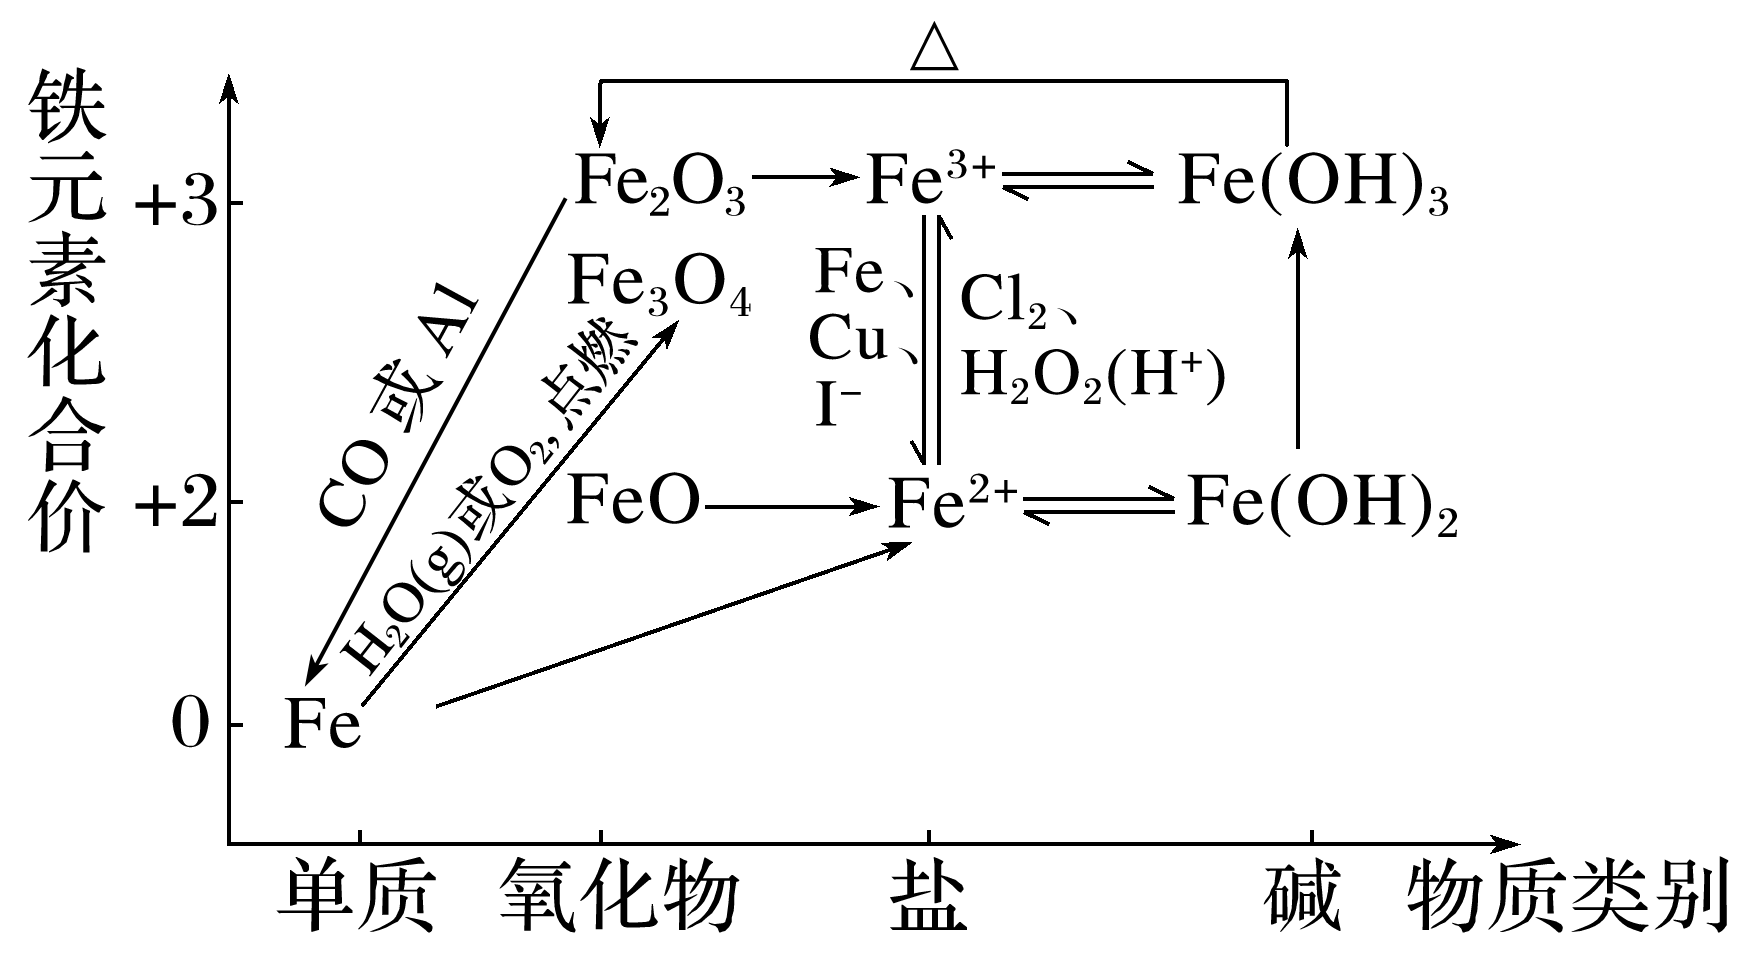 △
铁元素化合价
+3
Fe₂O₃
Fe³⁺
Fe(OH)₃
Fe₃O₄
Fe、
Cu、
I⁻
Cl₂、
H₂O₂(H⁺)
CO或Al
H₂O(g)或O₂,点燃
+2
FeO
Fe²⁺
Fe(OH)₂
0
Fe
单质
氧化物
盐
碱
物质类别